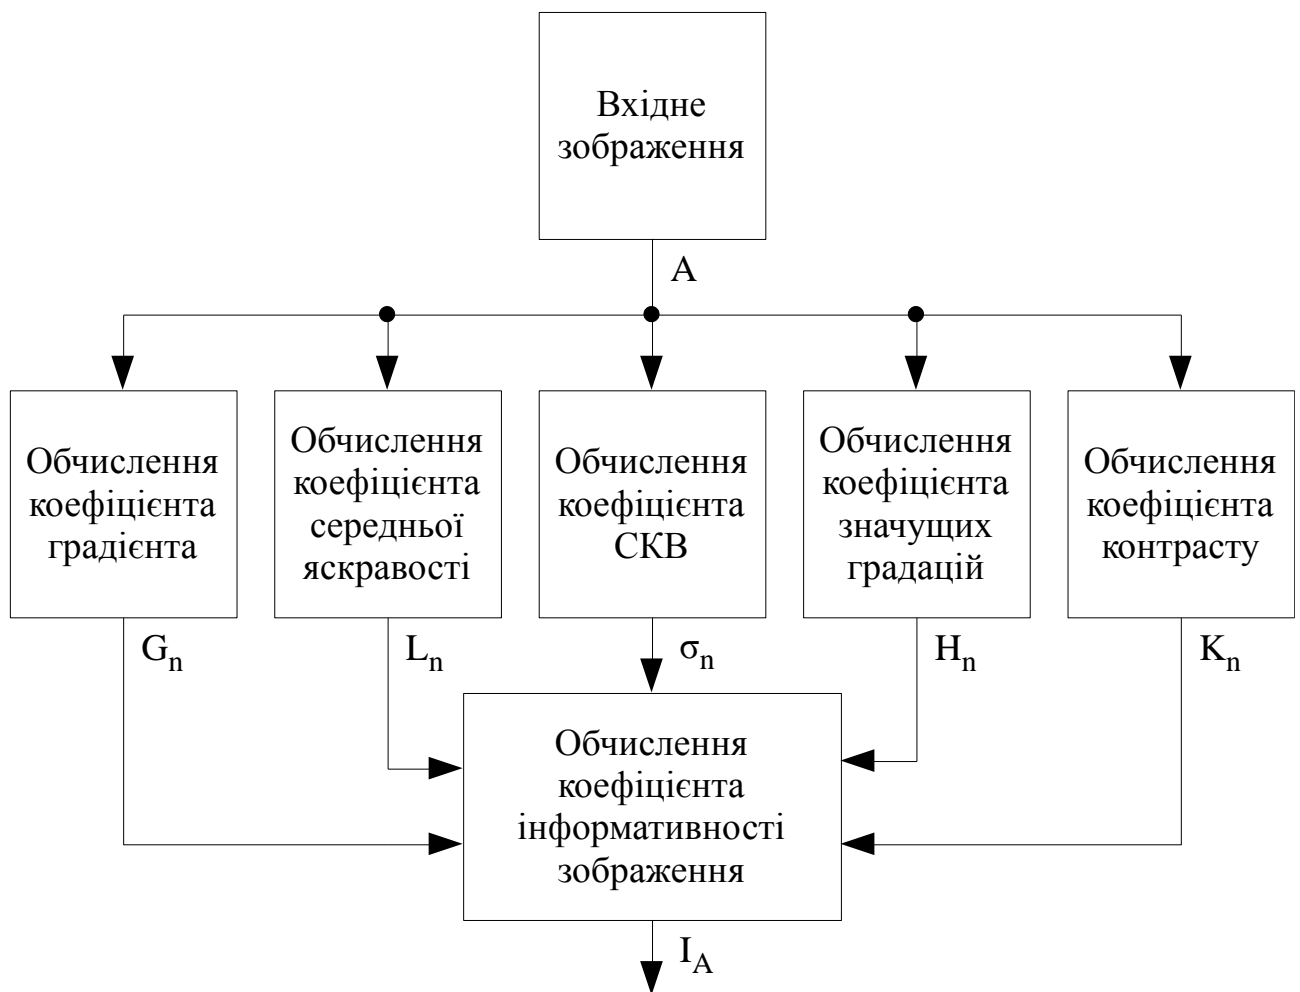 Вхідне
зображення
A
Обчислення
коефіцієнта
градієнта
Обчислення
коефіцієнта
середньої
яскравості
Обчислення
коефіцієнта
СКВ
Обчислення
коефіцієнта
значущих
градацій
Обчислення
коефіцієнта
контрасту
Gn
Ln
σn
Hn
Kn
Обчислення
коефіцієнта
інформативності
зображення
IA